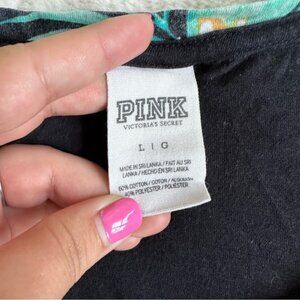 PINK
VICTORIA'S SECRET
L | G
MADE IN SRI LANKA / FAIT AU SRI
LANKA / HECHO EN SRI LANKA
60% COTTON / COTON / ALGODÓN
40% POLYESTER / POLIÉSTER